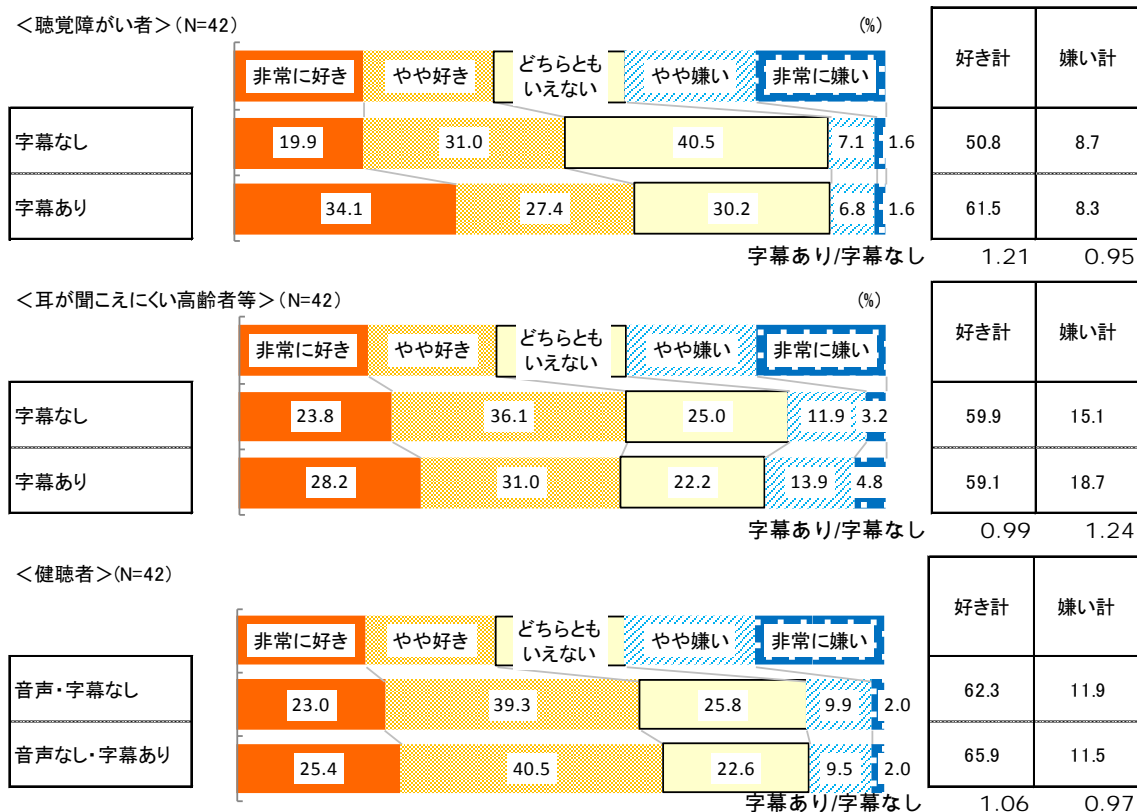 ＜聴覚障がい者＞（N=42）
(%)
非常に好き
やや好き
どちらとも
いえない
やや嫌い
非常に嫌い
好き計
嫌い計
字幕なし
19.9
31.0
40.5
7.1
1.6
50.8
8.7
字幕あり
34.1
27.4
30.2
6.8
1.6
61.5
8.3
字幕あり/字幕なし
1.21
0.95
＜耳が聞こえにくい高齢者等＞（N=42）
(%)
非常に好き
やや好き
どちらとも
いえない
やや嫌い
非常に嫌い
好き計
嫌い計
字幕なし
23.8
36.1
25.0
11.9
3.2
59.9
15.1
字幕あり
28.2
31.0
22.2
13.9
4.8
59.1
18.7
字幕あり/字幕なし
0.99
1.24
＜健聴者＞(N=42)
非常に好き
やや好き
どちらとも
いえない
やや嫌い
非常に嫌い
好き計
嫌い計
音声・字幕なし
23.0
39.3
25.8
9.9
2.0
62.3
11.9
音声なし・字幕あり
25.4
40.5
22.6
9.5
2.0
65.9
11.5
字幕あり/字幕なし
1.06
0.97